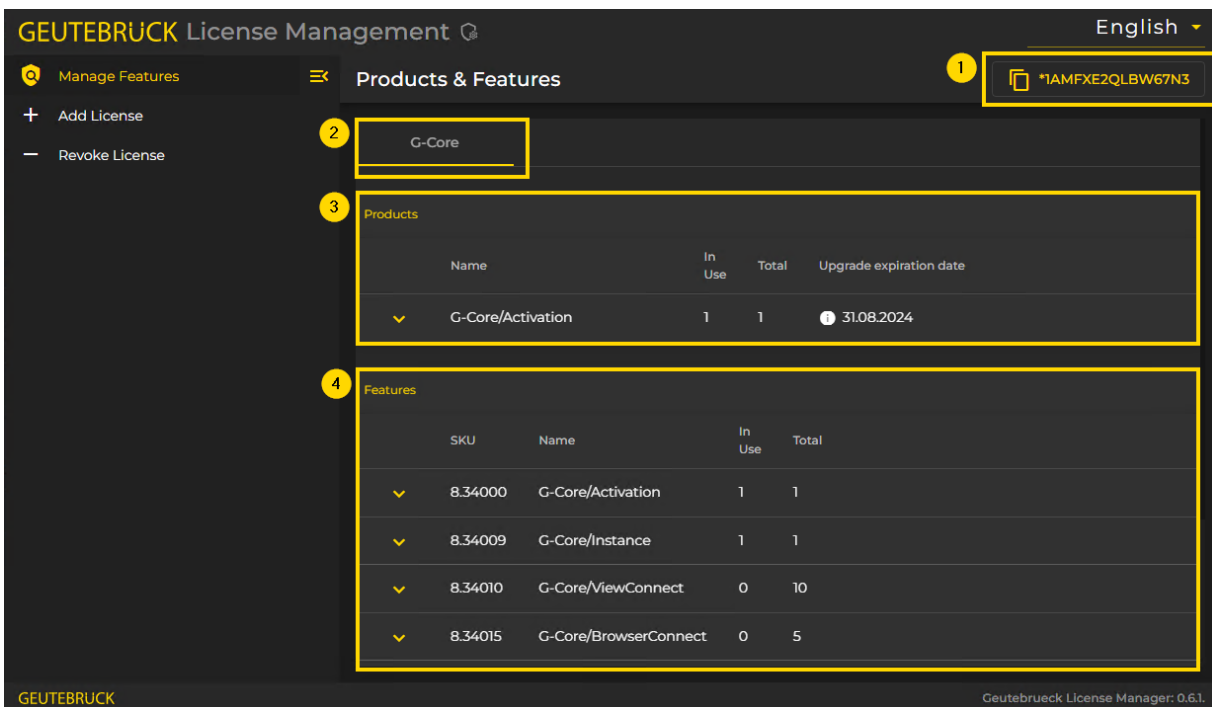 GEUTEBRÜCK License Management
English
Manage Features
Products & Features
1
*1AMFXE2QLBW67N3
Add License
2
G-Core
Revoke License
3
Products
Name
In Use
Total
Upgrade expiration date
G-Core/Activation 1 1 31.08.2024
4
Features
SKU
Name
In Use
Total
8.34000 G-Core/Activation 1 1
8.34009 G-Core/Instance 1 1
8.34010 G-Core/ViewConnect 0 10
8.34015 G-Core/BrowserConnect 0 5
GEUTEBRÜCK
Geutebrueck License Manager: 0.6.1.